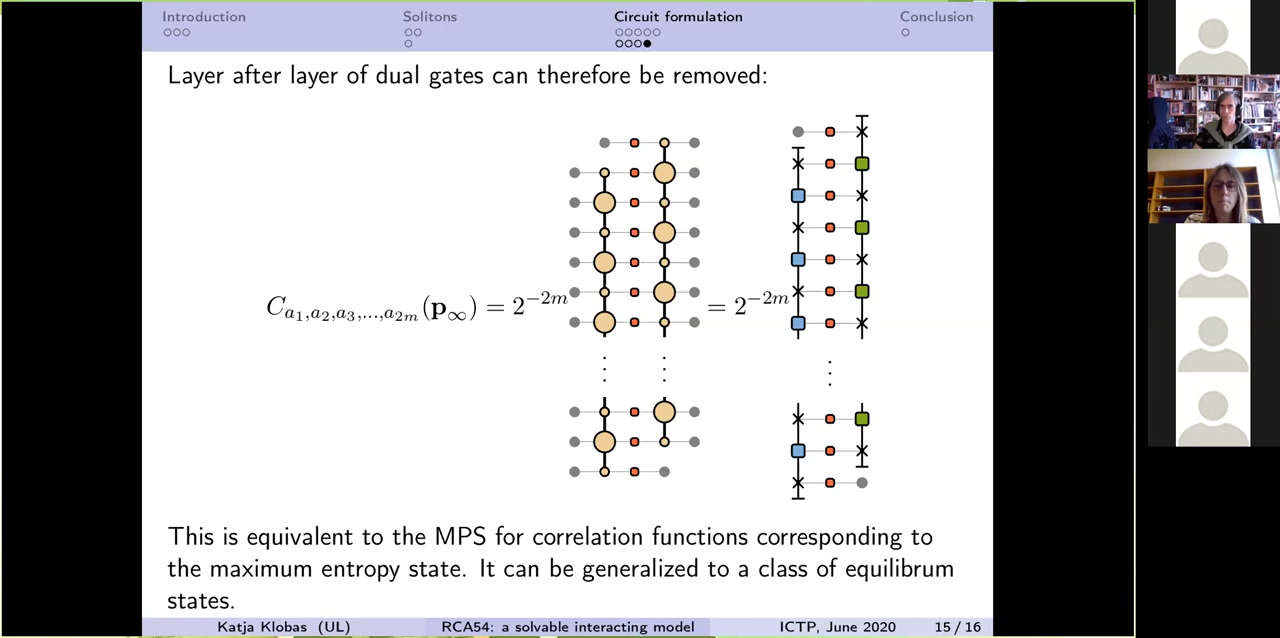 Introduction Solitons Circuit formulation Conclusion
Layer after layer of dual gates can therefore be removed:
C_{a_1,a_2,a_3,...,a_{2m}}(p_∞) = 2^{-2m} = 2^{-2m}
This is equivalent to the MPS for correlation functions corresponding to
the maximum entropy state. It can be generalized to a class of equilibrum
states.
Katja Klobas (UL) RCA54: a solvable interacting model ICTP, June 2020 15 / 16